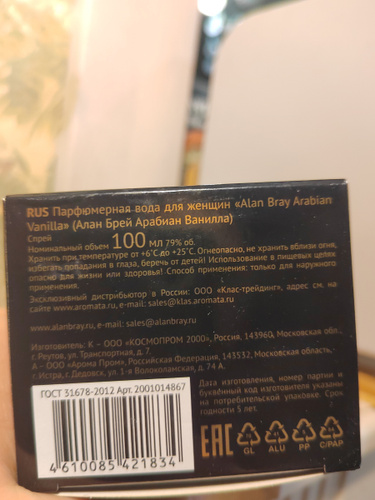 RUS Парфюмерная вода для женщин «Alan Bray Arabian
Vanilla» (Алан Брей Арабиан Ванилла)
Спрей
Номинальный объем 100 МЛ 79% об.
Хранить при температуре от +6°С до +25°С. Огнеопасно, не хранить вблизи огня,
избегать попадания в глаза, беречь от детей! Использование в пищевых целях
опасно для жизни или здоровья! Способ применения: только для наружного
применения.
Эксклюзивный дистрибьютор в России: ООО «Клас-трейдинг», адрес см. на
сайте www.aromata.ru, e-mail: sales@klas.aromata.
www.alanbray.ru, e-mail: sales@alanbray.ru
Изготовитель: К – ООО «КОСМОПРОМ 2000», Россия, 143960, Московская обл.,
г. Реутов, ул.Транспортная, д. 7.
А – ООО «Арома Пром», Российская Федерация, 143532, Московская область,
г. Истра, г. Дедовск, ул. 1-я Волоколамская, д. 74 А.
ГОСТ 31678-2012 Арт. 2001014867
4 610085 421834
Дата изготовления, номер партии и
буквенный код изготовителя указаны
на потребительской упаковке. Срок
годности 5 лет.
EAC
GL ALU PP C/PAP